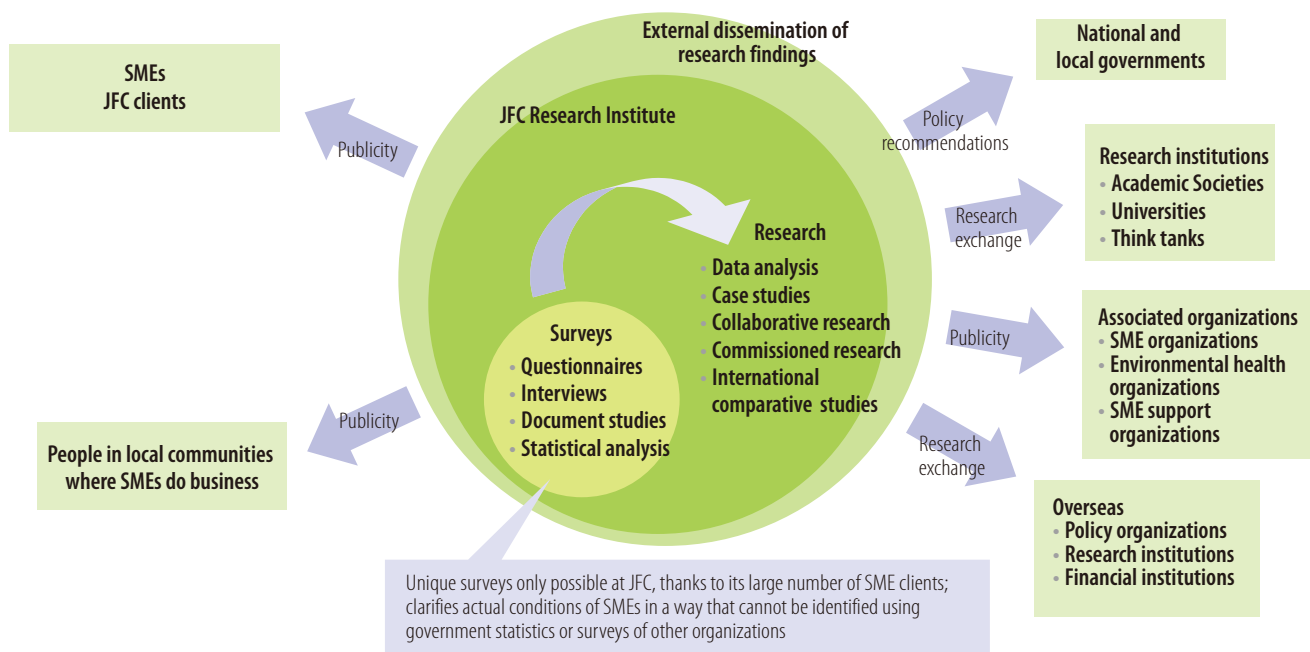 External dissemination of
research findings
JFC Research Institute
SMEs
JFC clients
Publicity
People in local communities
where SMEs do business
Publicity
Surveys
• Questionnaires
• Interviews
• Document studies
• Statistical analysis
Research
• Data analysis
• Case studies
• Collaborative research
• Commissioned research
• International
comparative studies
Policy
recommendations
National and
local governments
Research
exchange
Research institutions
• Academic Societies
• Universities
• Think tanks
Publicity
Associated organizations
• SME organizations
• Environmental health
organizations
• SME support
organizations
Research
exchange
Overseas
• Policy organizations
• Research institutions
• Financial institutions
Unique surveys only possible at JFC, thanks to its large number of SME clients;
clarifies actual conditions of SMEs in a way that cannot be identified using
government statistics or surveys of other organizations